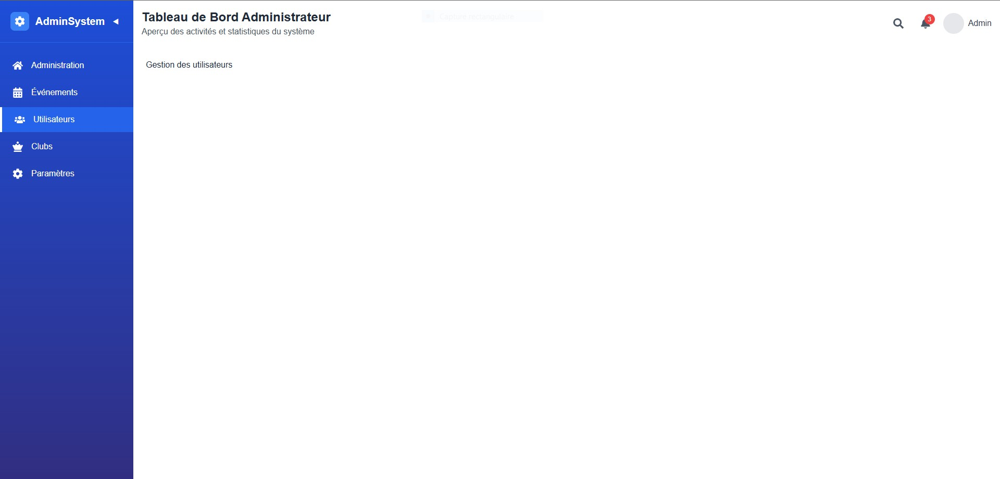 AdminSystem
Administration
Événements
Utilisateurs
Clubs
Paramètres
Tableau de Bord Administrateur
Aperçu des activités et statistiques du système
Capture rectangulaire
3
Admin
Gestion des utilisateurs